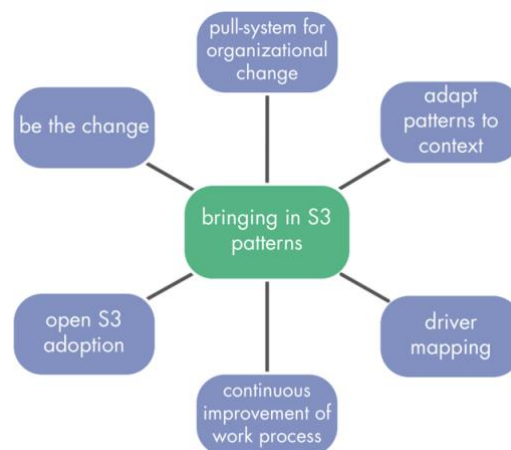 pull-system for
organizational
change
be the change
adapt
patterns to
context
bringing in S3
patterns
open S3
adoption
driver
mapping
continuous
improvement of
work process